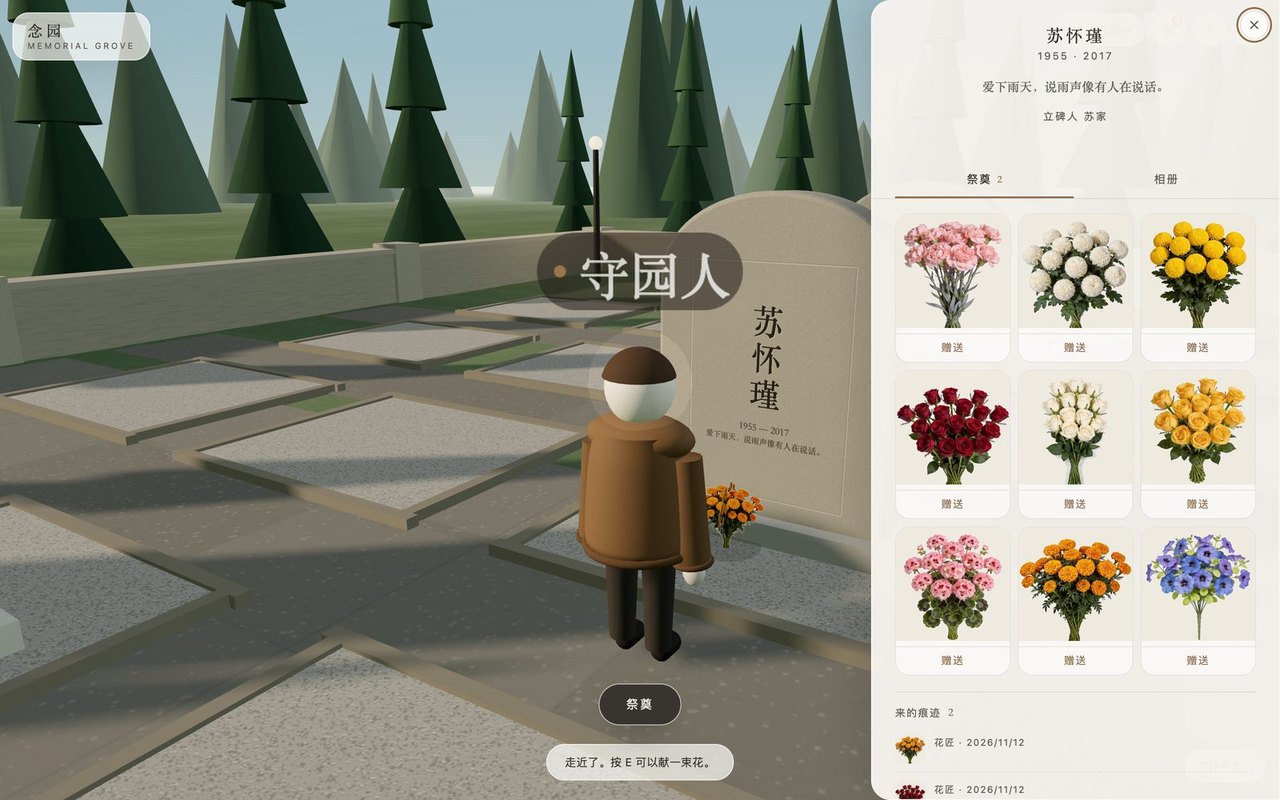 念园
MEMORIAL GROVE
守园人
苏怀瑾
1955 — 2017
爱下雨天，说雨声像有人在说话。
祭奠
走近了。按 E 可以献一束花。
苏怀瑾
1955 · 2017
爱下雨天，说雨声像有人在说话。
立碑人 苏家
祭奠 2
相册
赠送
赠送
赠送
赠送
赠送
赠送
赠送
赠送
赠送
来的痕迹 2
花匠 · 2026/11/12
花匠 · 2026/11/12